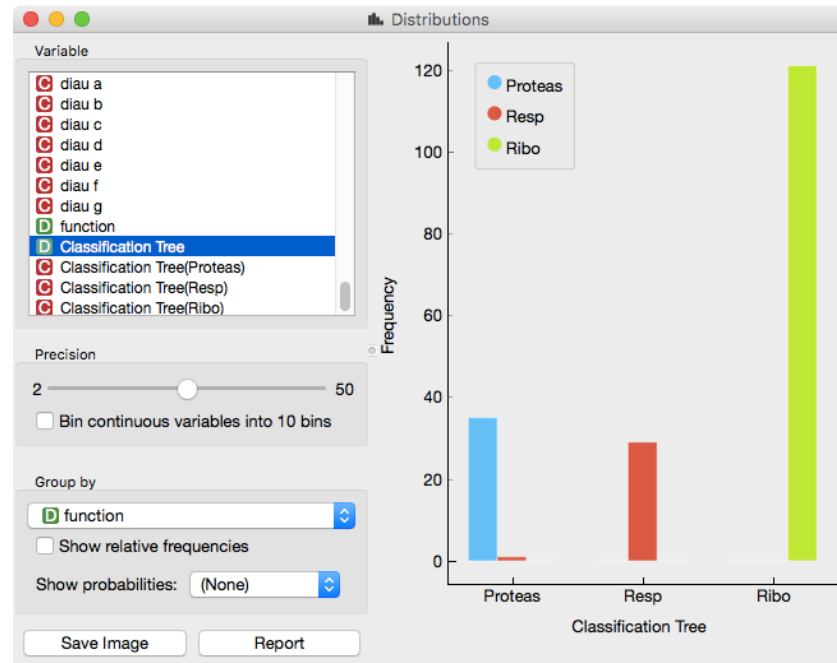 Distributions
Variable
C diau a
C diau b
C diau c
C diau d
C diau e
C diau f
C diau g
D function
D Classification Tree
C Classification Tree(Proteas)
C Classification Tree(Resp)
C Classification Tree(Ribo)
Precision
2 50
Bin continuous variables into 10 bins
Group by
D function
Show relative frequencies
Show probabilities: (None)
Save Image Report
Proteas
Resp
Ribo
Frequency
120
100
80
60
40
20
0
Proteas Resp Ribo
Classification Tree